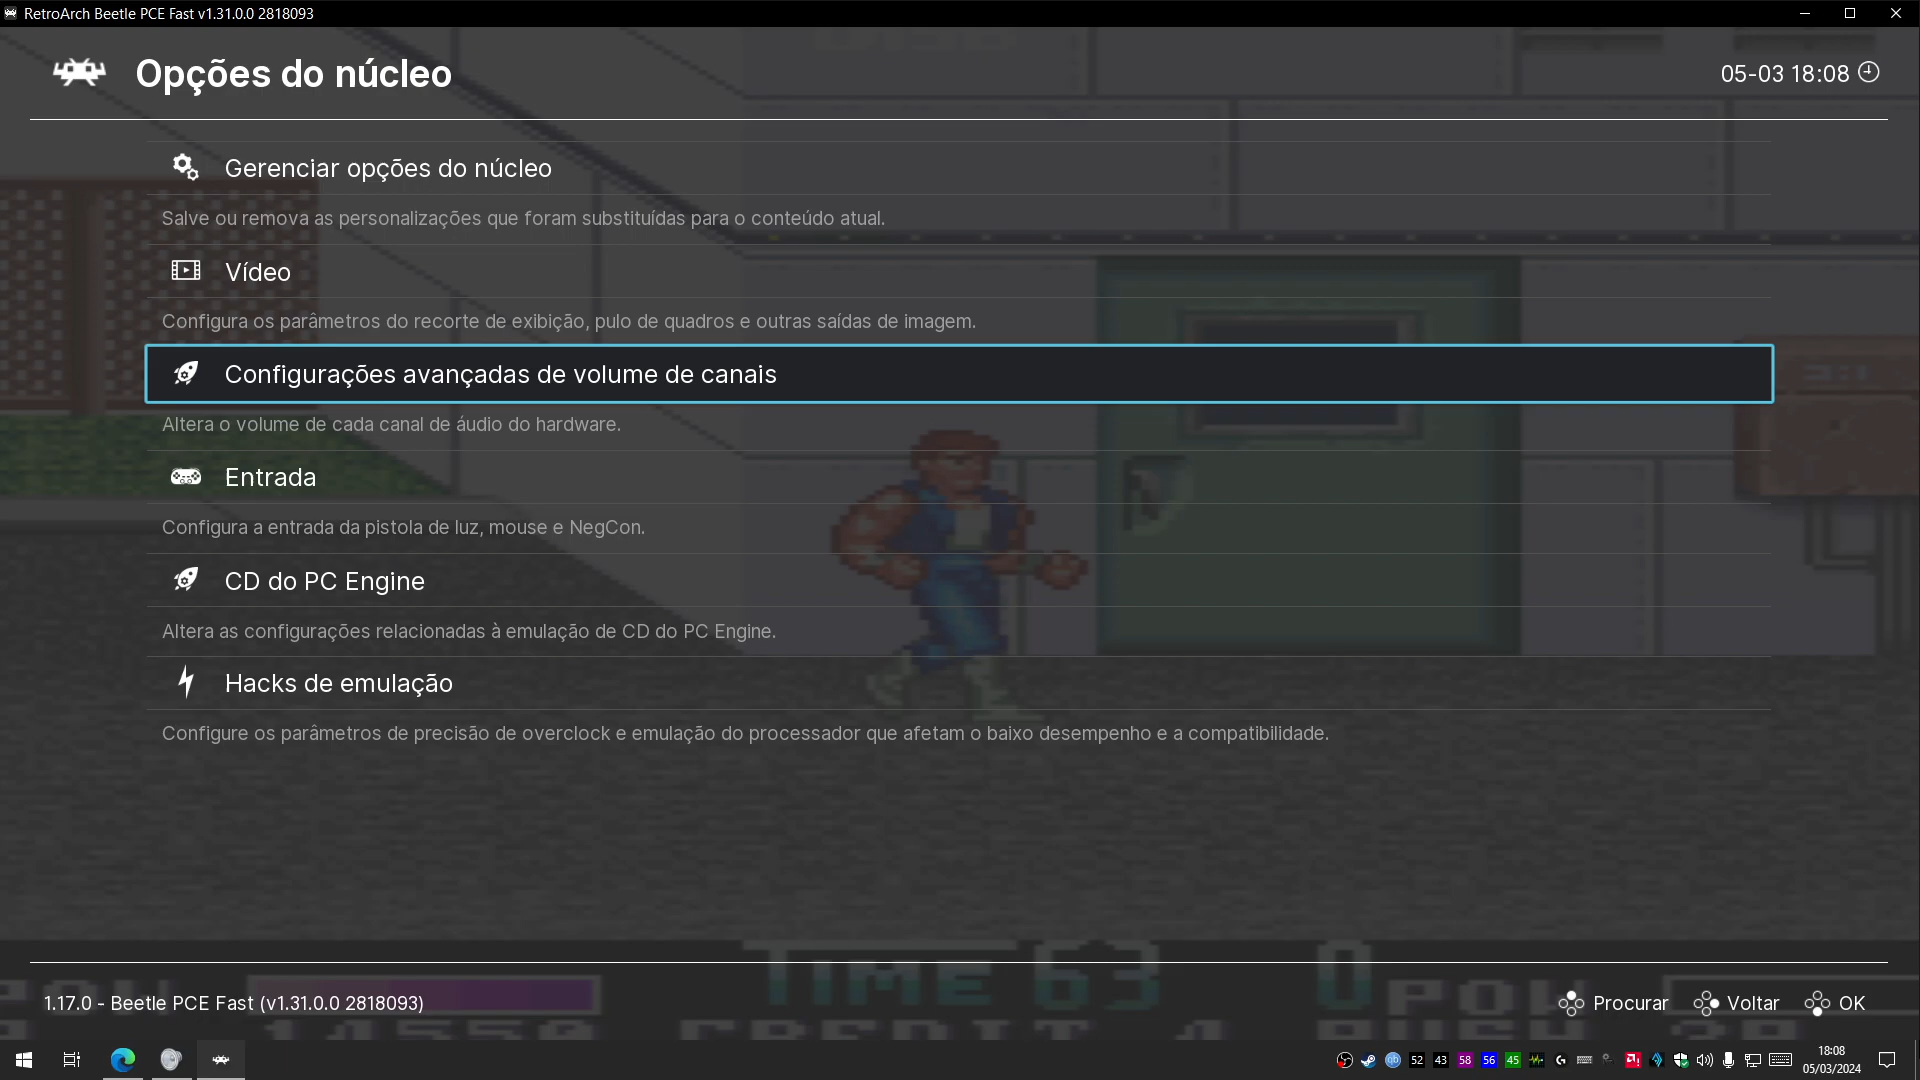 RetroArch Beetle PCE Fast v1.31.0.0 2818093
Opções do núcleo
05-03 18:08
Gerenciar opções do núcleo
Salve ou remova as personalizações que foram substituídas para o conteúdo atual.
Vídeo
Configura os parâmetros do recorte de exibição, pulo de quadros e outras saídas de imagem.
Configurações avançadas de volume de canais
Altera o volume de cada canal de áudio do hardware.
Entrada
Configura a entrada da pistola de luz, mouse e NegCon.
CD do PC Engine
Altera as configurações relacionadas à emulação de CD do PC Engine.
Hacks de emulação
Configure os parâmetros de precisão de overclock e emulação do processador que afetam o baixo desempenho e a compatibilidade.
TIME 63
1.17.0 - Beetle PCE Fast (v1.31.0.0 2818093)
Procurar Voltar OK
CREDIT 4
52 43 58 56 45
18:08
05/03/2024